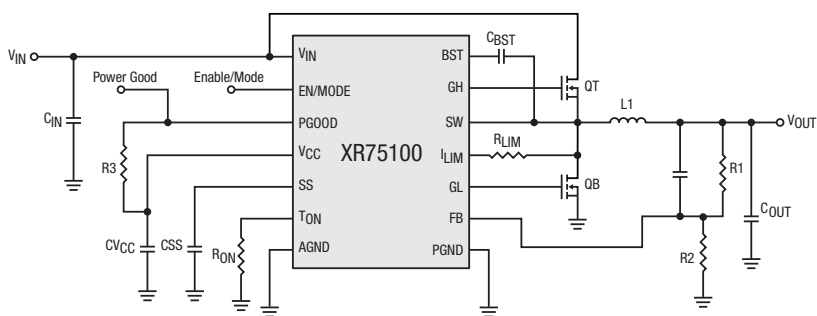 VIN
Power Good
Enable/Mode
CIN
R3
CVCC
CSS
RON
VIN
EN/MODE
PGOOD
VCC
SS
TON
AGND
XR75100
BST
GH
SW
ILIM
GL
FB
PGND
CBST
QT
L1
RLIM
QB
R1
R2
COUT
VOUT